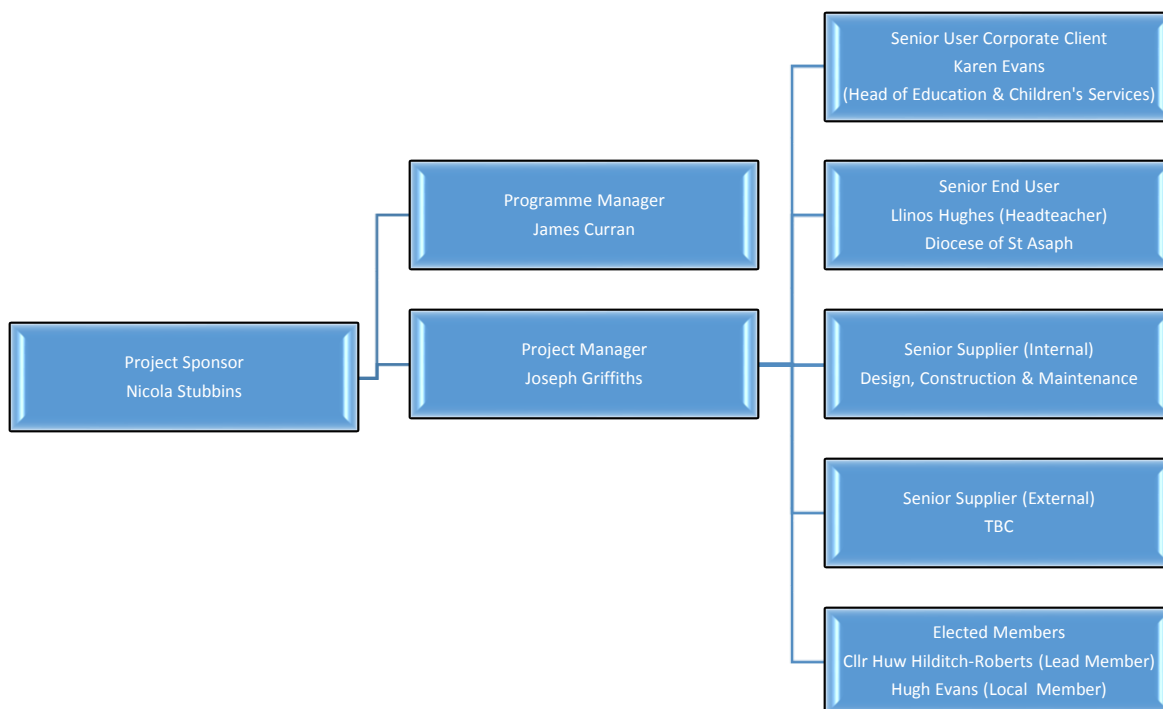 Project Sponsor
Nicola Stubbins
Programme Manager
James Curran
Project Manager
Joseph Griffiths
Senior User Corporate Client
Karen Evans
(Head of Education & Children's Services)
Senior End User
Llinos Hughes (Headteacher)
Diocese of St Asaph
Senior Supplier (Internal)
Design, Construction & Maintenance
Senior Supplier (External)
TBC
Elected Members
Cllr Huw Hilditch-Roberts (Lead Member)
Hugh Evans (Local Member)